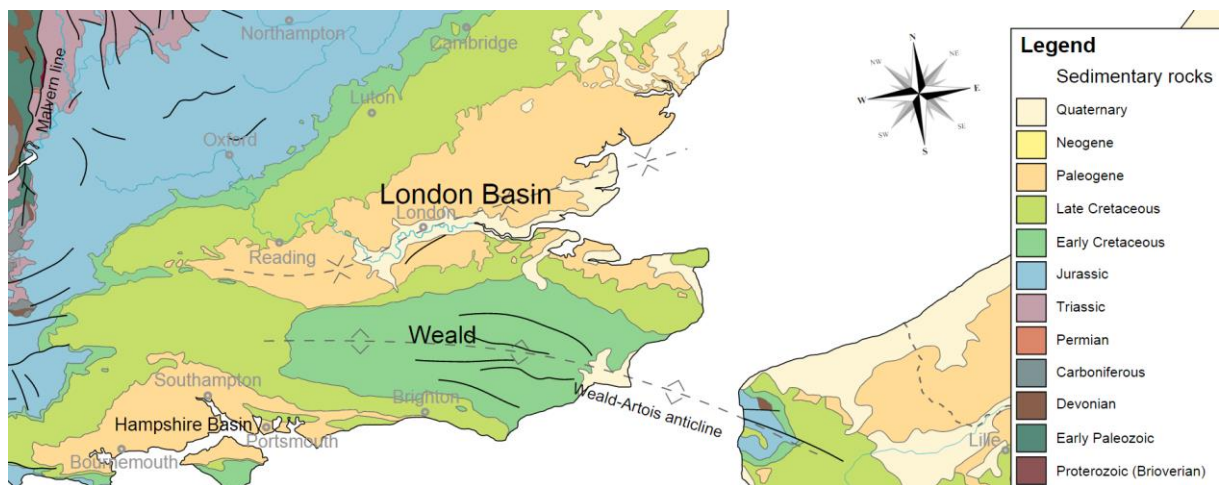 Northampton
Cambridge
Malvern line
Luton
Oxford
London Basin
London
Reading
Weald
Southampton
Brighton
Weald-Artois anticline
Hampshire Basin
Portsmouth
Bournemouth
Lille
N
NW
NE
W
E
SW
SE
S
Legend
Sedimentary rocks
Quaternary
Neogene
Paleogene
Late Cretaceous
Early Cretaceous
Jurassic
Triassic
Permian
Carboniferous
Devonian
Early Paleozoic
Proterozoic (Brioverian)